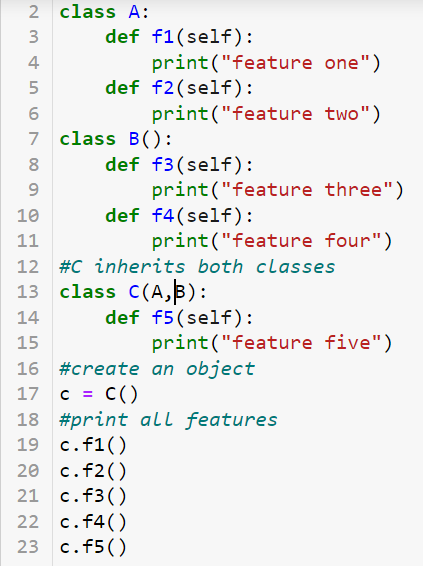 2 class A:
3     def f1(self):
4         print("feature one")
5     def f2(self):
6         print("feature two")
7 class B():
8     def f3(self):
9         print("feature three")
10     def f4(self):
11         print("feature four")
12 #C inherits both classes
13 class C(A,B):
14     def f5(self):
15         print("feature five")
16 #create an object
17 c = C()
18 #print all features
19 c.f1()
20 c.f2()
21 c.f3()
22 c.f4()
23 c.f5()